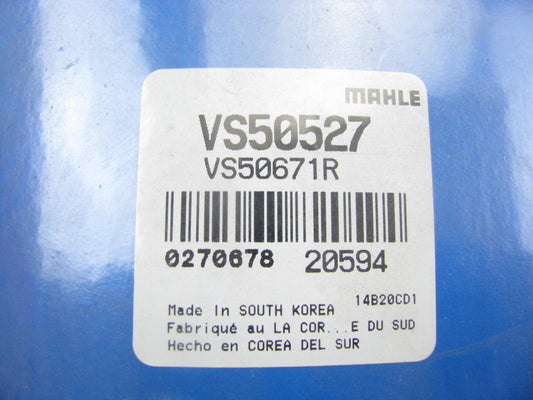 MAHLE
VS50527
VS50671R
0270678 20594
14B20CD1
Made In SOUTH KOREA
Fabriqué au LA COR...E DU SUD
Hecho en COREA DEL SUR